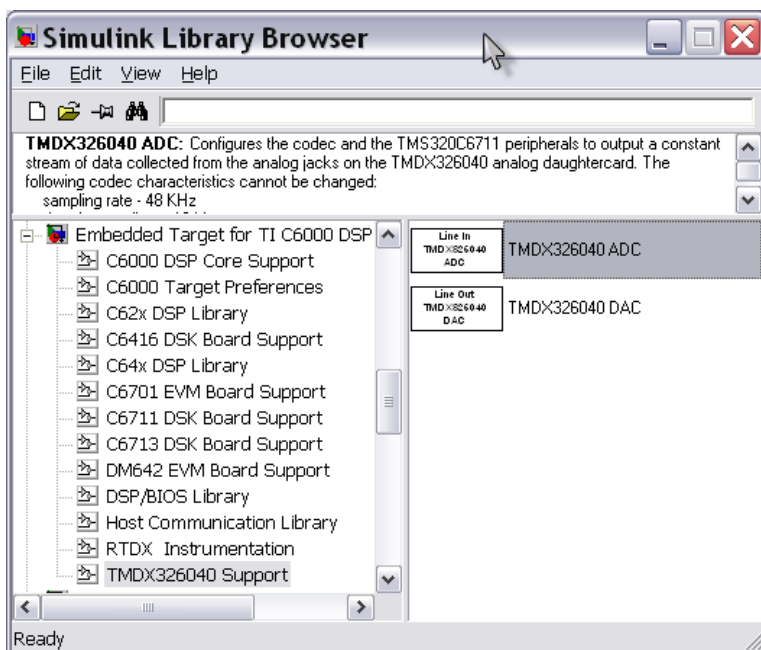 Simulink Library Browser
File Edit View Help
TMDX326040 ADC: Configures the codec and the TMS320C6711 peripherals to output a constant
stream of data collected from the analog jacks on the TMDX326040 analog daughtercard. The
following codec characteristics cannot be changed:
sampling rate - 48 KHz
Embedded Target for TI C6000 DSP
C6000 DSP Core Support
C6000 Target Preferences
C62x DSP Library
C6416 DSK Board Support
C64x DSP Library
C6701 EVM Board Support
C6711 DSK Board Support
C6713 DSK Board Support
DM642 EVM Board Support
DSP/BIOS Library
Host Communication Library
RTDX Instrumentation
TMDX326040 Support
Line In
TMDX326040
ADC
TMDX326040 ADC
Line Out
TMDX326040
DAC
TMDX326040 DAC
Ready